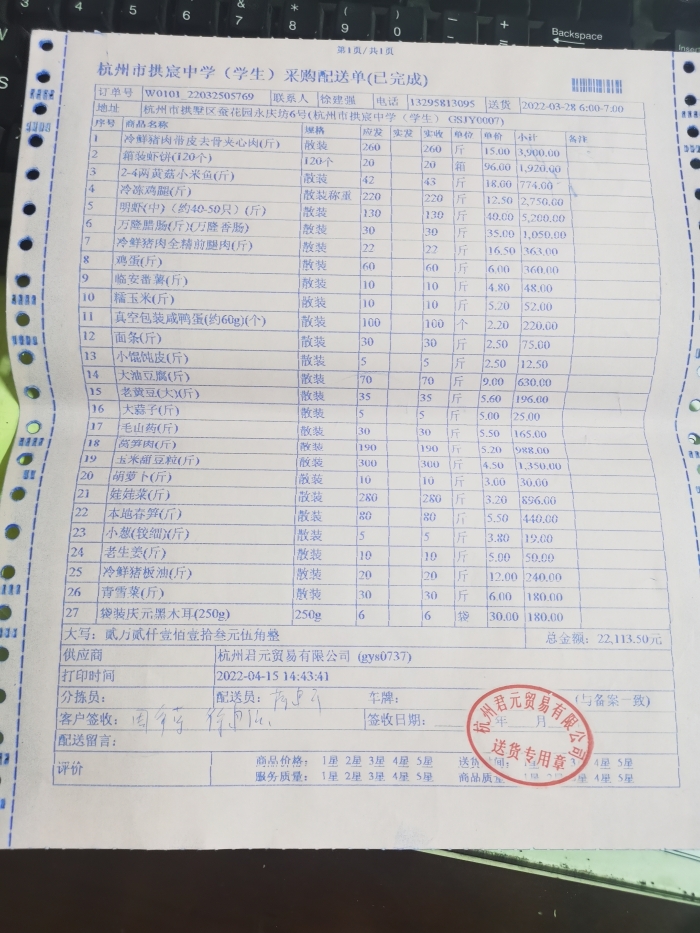 第1页/共1页
杭州市拱宸中学（学生）采购配送单(已完成)
订单号 W0101_22032505769 联系人 徐建强 电话 13295813095 送货 2022-03-28 6:00-7:00
地址 杭州市拱墅区蚕花园永庆坊6号(杭州市拱宸中学（学生） GSJY0007)
序号 商品名称 规格 应发 实发 实收 单位 单价 小计 备注
1 冷鲜猪肉带皮去骨夹心肉(斤) 散装 260 260 斤 15.00 3,900.00
2 箱装虾饼(120个) 120个 20 20 箱 96.00 1,920.00
3 2-4两黄菇小米鱼(斤) 散装 42 43 斤 18.00 774.00
4 冷冻鸡腿(斤) 散装称重 220 220 斤 12.50 2,750.00
5 明虾(中)（约40-50只）(斤) 散装 130 130 斤 40.00 5,200.00
6 万隆腊肠(斤)(万隆香肠) 散装 30 30 斤 35.00 1,050.00
7 冷鲜猪肉全精前腿肉(斤) 散装 22 22 斤 16.50 363.00
8 鸡蛋(斤) 散装 60 60 斤 6.00 360.00
9 临安番薯(斤) 散装 10 10 斤 4.80 48.00
10 糯玉米(斤) 散装 10 10 斤 5.20 52.00
11 真空包装咸鸭蛋(约60g)(个) 散装 100 100 个 2.20 220.00
12 面条(斤) 散装 30 30 斤 2.50 75.00
13 小馄饨皮(斤) 散装 5 5 斤 2.50 12.50
14 大油豆腐(斤) 散装 70 70 斤 9.00 630.00
15 老黄豆(大)(斤) 散装 35 35 斤 5.60 196.00
16 大蒜子(斤) 散装 5 5 斤 5.00 25.00
17 毛山药(斤) 散装 30 30 斤 5.50 165.00
18 莴笋肉(斤) 散装 190 190 斤 5.20 988.00
19 玉米甜豆粒(斤) 散装 300 300 斤 4.50 1,350.00
20 胡萝卜(斤) 散装 10 10 斤 3.00 30.00
21 娃娃菜(斤) 散装 280 280 斤 3.20 896.00
22 本地春笋(斤) 散装 80 80 斤 5.50 440.00
23 小葱(较细)(斤) 散装 5 5 斤 3.80 19.00
24 老生姜(斤) 散装 10 10 斤 5.00 50.00
25 冷鲜猪板油(斤) 散装 20 20 斤 12.00 240.00
26 青雪菜(斤) 散装 30 30 斤 6.00 180.00
27 袋装庆元黑木耳(250g) 250g 6 6 袋 30.00 180.00
大写：贰万贰仟壹佰壹拾叁元伍角整 总金额：22,113.50元
供应商 杭州君元贸易有限公司 (gys0737)
打印时间 2022-04-15 14:43:41
分拣员： 配送员： 车牌： (与备案一致)
客户签收： 签收日期： 年 月
配送留言：
评价 商品价格： 1星 2星 3星 4星 5星 送货 间： 4星 5星
服务质量： 1星 2星 3星 4星 5星 商品质 4星 5星
杭州君元贸易有限公司
送货专用章
Backspace